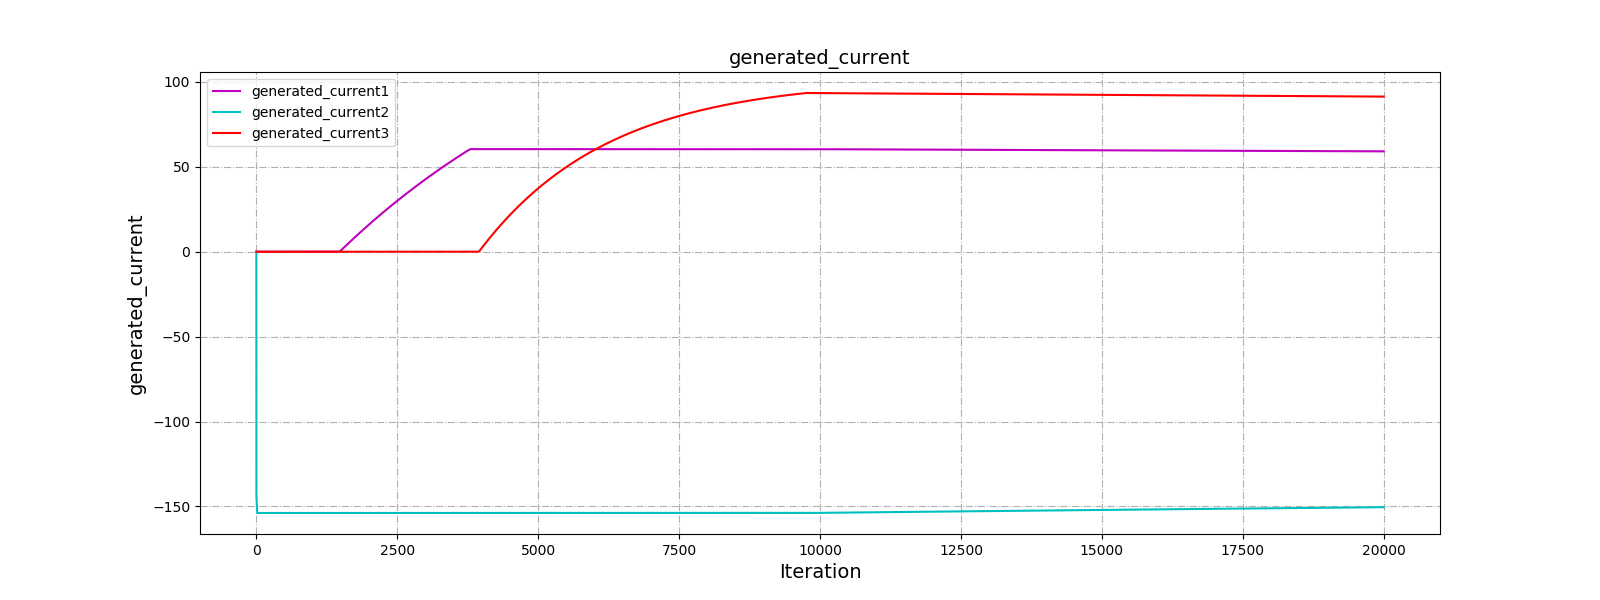 generated_current
generated_current1
generated_current2
generated_current3
generated_current
100
50
0
−50
−100
−150
0 2500 5000 7500 10000 12500 15000 17500 20000
Iteration